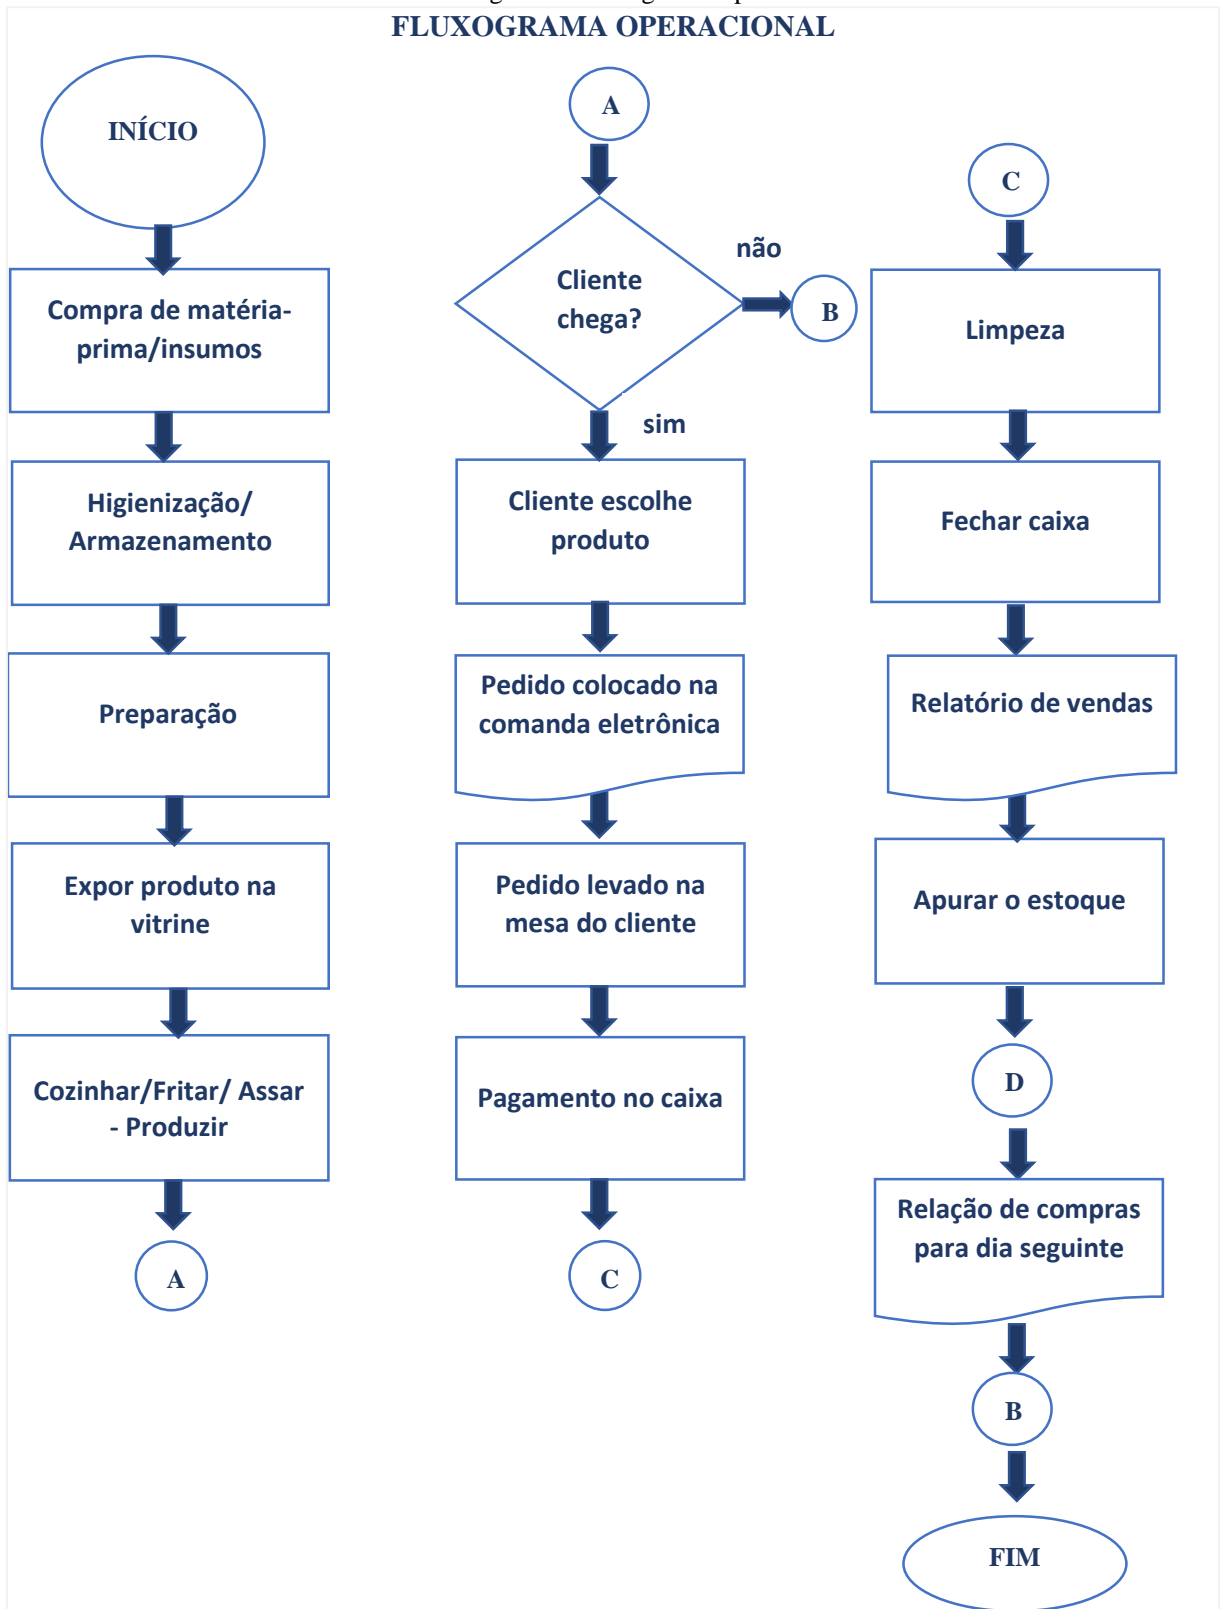 FLUXOGRAMA OPERACIONAL
INÍCIO
Compra de matéria-
prima/insumos
Higienização/
Armazenamento
Preparação
Expor produto na
vitrine
Cozinhar/Fritar/ Assar
- Produzir
A
A
Cliente
chega?
não
B
sim
Cliente escolhe
produto
Pedido colocado na
comanda eletrônica
Pedido levado na
mesa do cliente
Pagamento no caixa
C
C
Limpeza
Fechar caixa
Relatório de vendas
Apurar o estoque
D
Relação de compras
para dia seguinte
B
FIM